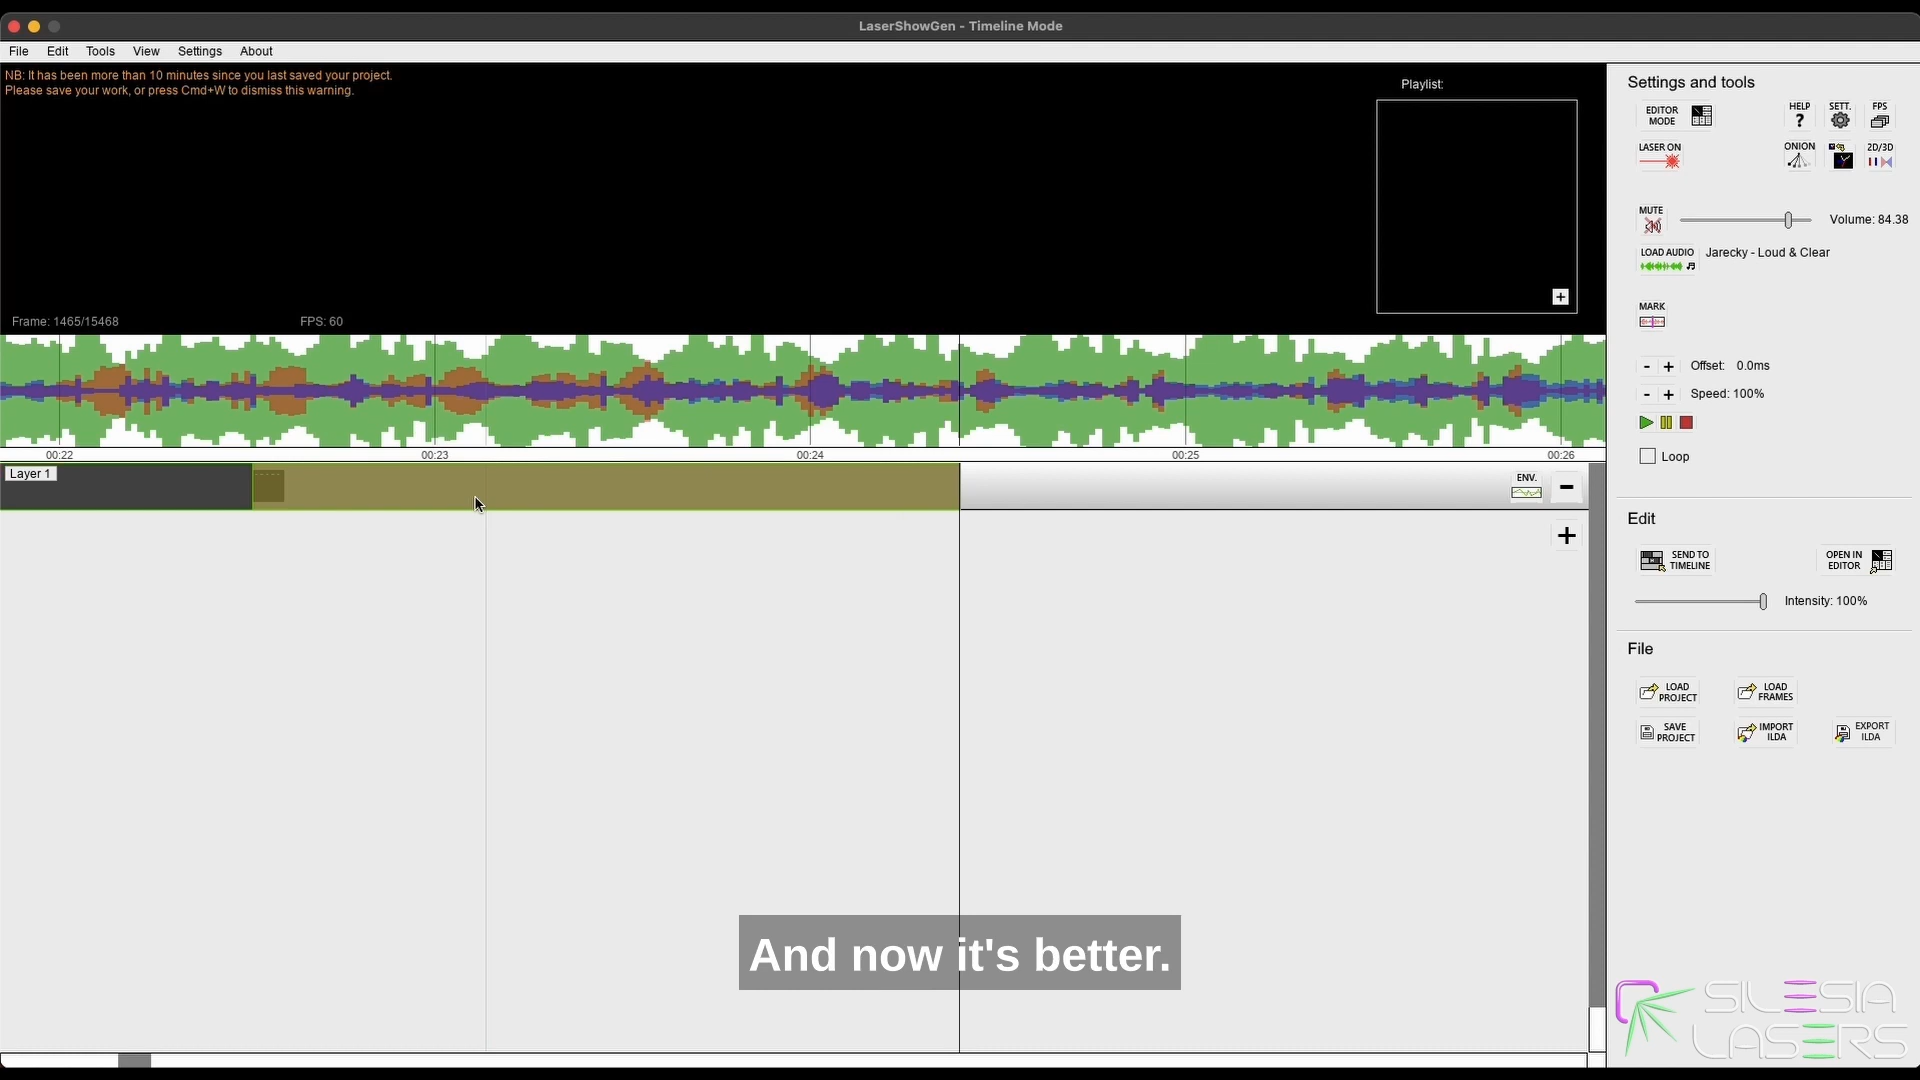 LaserShowGen - Timeline Mode
File Edit Tools View Settings About
NB: It has been more than 10 minutes since you last saved your project.
Please save your work, or press Cmd+W to dismiss this warning.
Playlist:
+
Frame: 1465/15468 FPS: 60
00:22 00:23 00:24 00:25 00:26
Layer 1
ENV.
-
+
And now it's better.
Settings and tools
EDITOR
MODE
HELP
?
SETT.
FPS
LASER ON
ONION
2D/3D
MUTE
Volume: 84.38
LOAD AUDIO
Jarecky - Loud & Clear
MARK
- + Offset: 0.0ms
- + Speed: 100%
Loop
Edit
SEND TO
TIMELINE
OPEN IN
EDITOR
Intensity: 100%
File
LOAD
PROJECT
LOAD
FRAMES
SAVE
PROJECT
IMPORT
ILDA
EXPORT
ILDA
SILESIA
LASERS